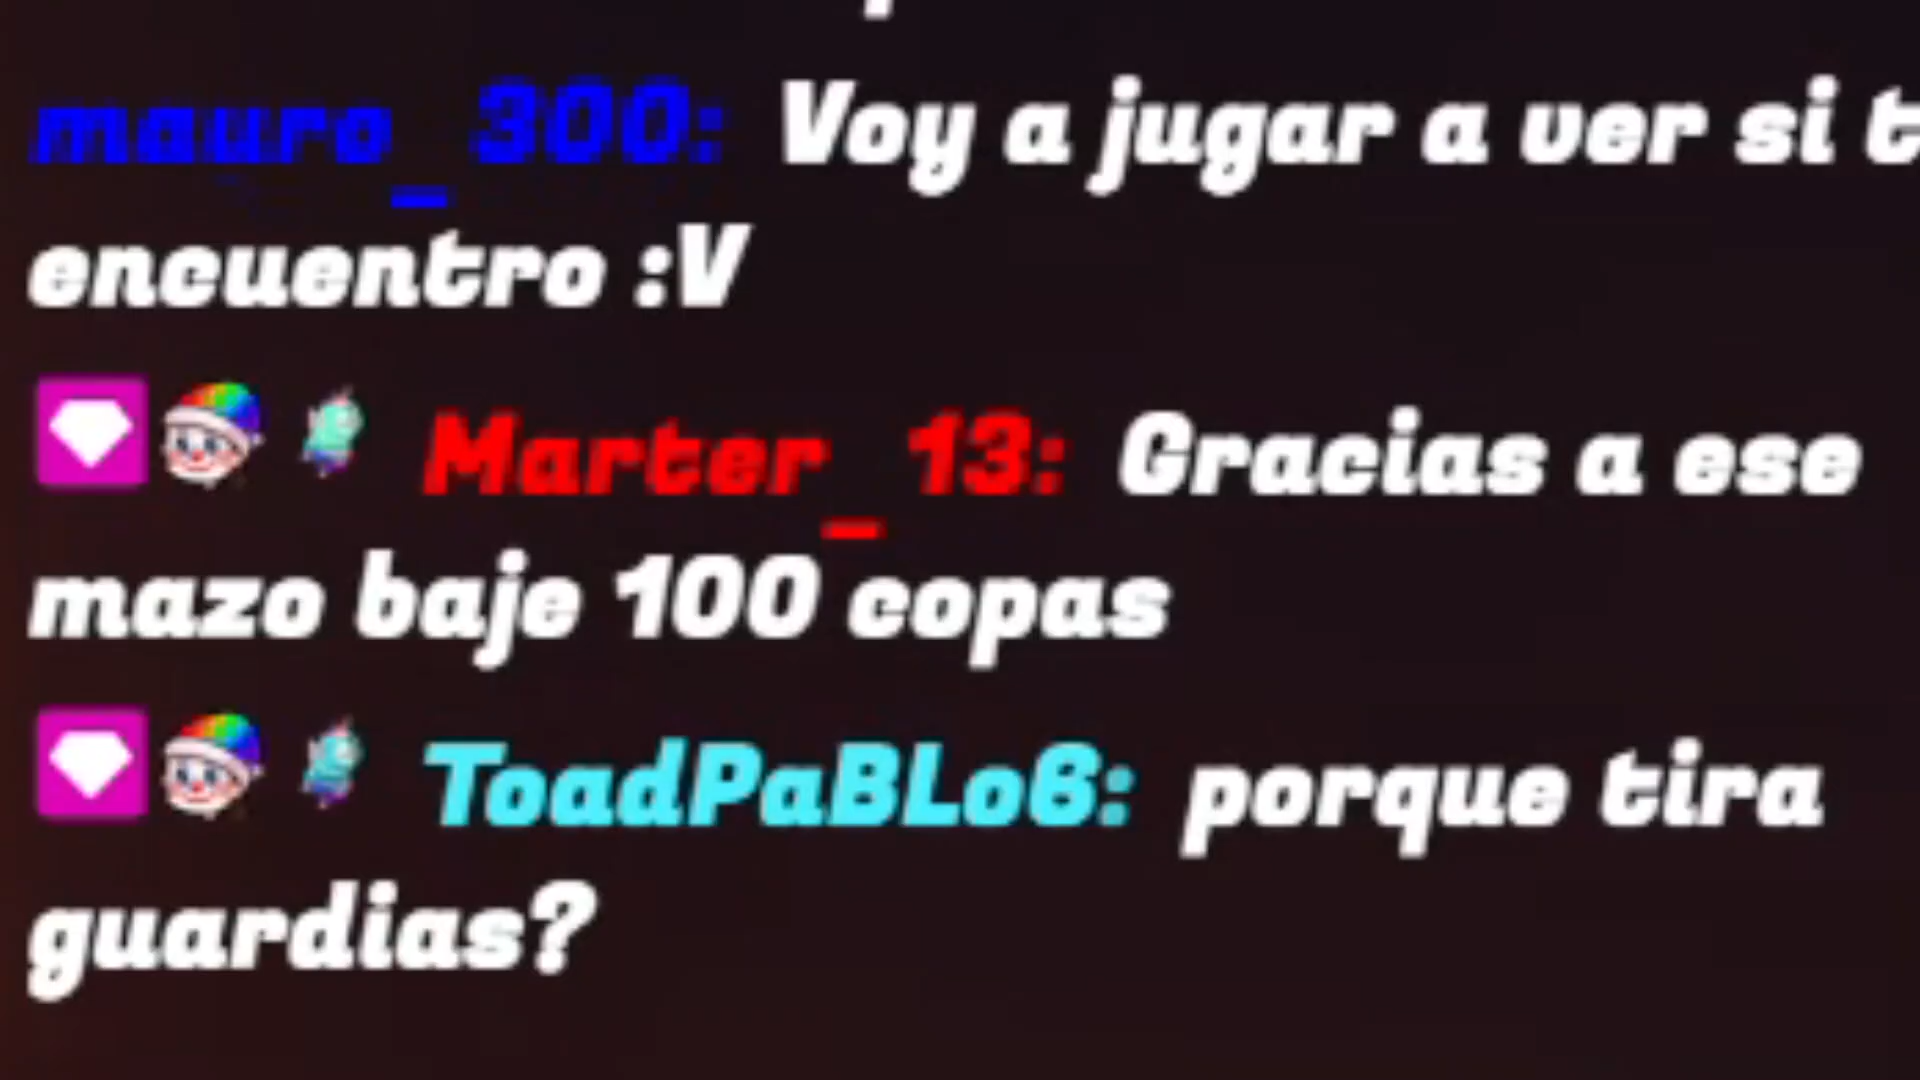 mauro_300: Voy a jugar a ver si
encuentro :V
Marter_13: Gracias a ese
mazo baje 100 copas
ToadPaBLo6: porque tira
guardias?